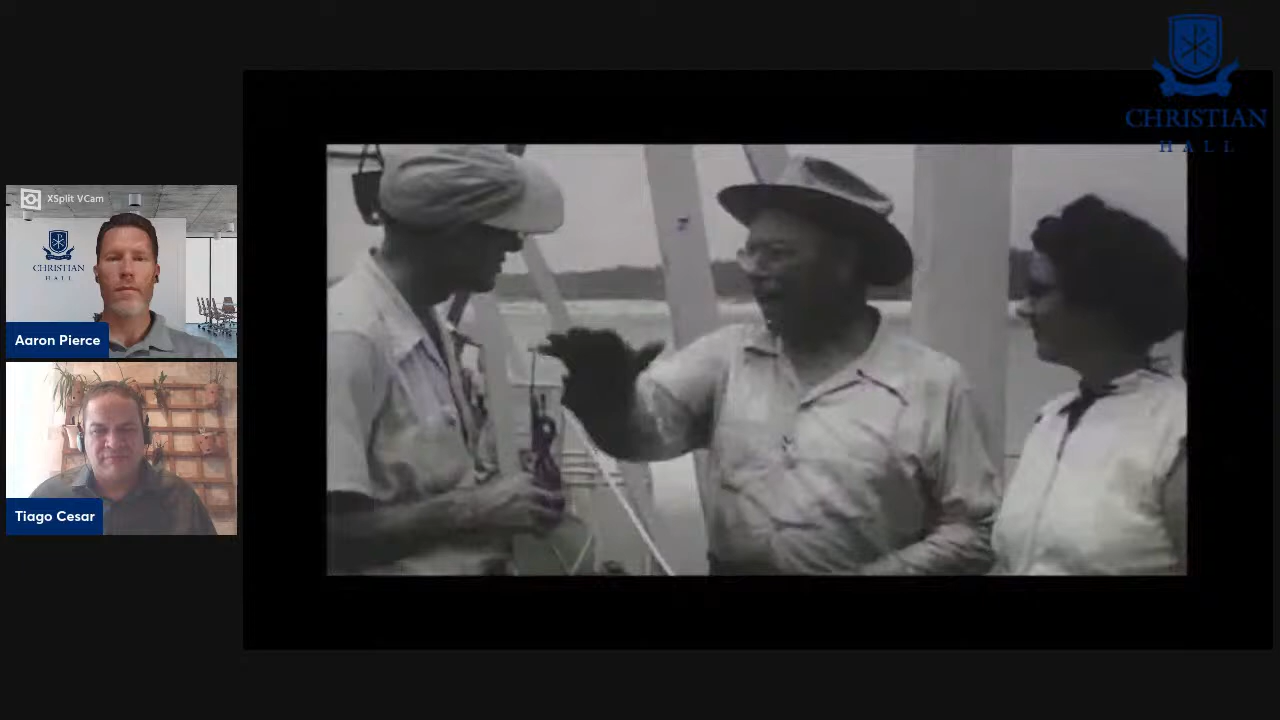 CHRISTIAN
HALL
XSplit VCam
CHRISTIAN
HALL
Aaron Pierce
Tiago Cesar